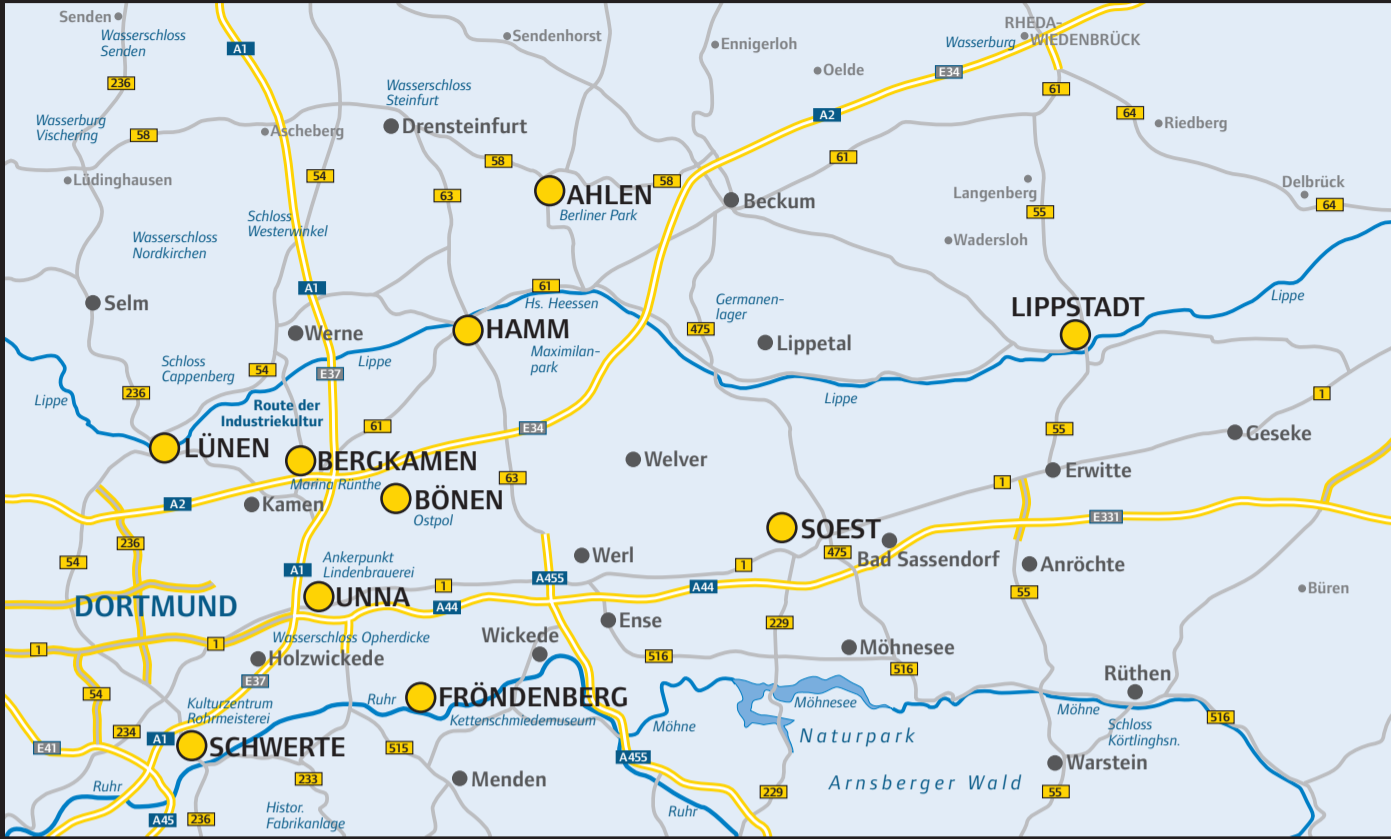 Senden
Wasserschloss
Senden
A1
Sendenhorst
Ennigerloh
RHEDA-
WIEDENBRÜCK
Wasserburg
Oelde
E34
236
Wasserschloss
Steinfurt
61
A2
64
Riedberg
Wasserburg
Vischering
58
Ascheberg
Drensteinfurt
58
61
Lüdinghausen
54
63
AHLEN
Berliner Park
58
Beckum
Langenberg
55
Delbrück
64
Schloss
Westerwinkel
Wasserschloss
Nordkirchen
Wadersloh
Selm
A1
61
Hs. Heessen
Germanen-
lager
LIPPSTADT
Lippe
Werne
HAMM
475
Lippetal
Maximilan-
park
Schloss
Cappenberg
54
E37
Lippe
236
Lippe
Lippe
1
Route der
Industriekultur
61
E34
55
Geseke
LÜNEN
BERGKAMEN
Marina Rünthe
Welver
Erwitte
63
1
A2
Kamen
BÖNEN
Ostpol
E331
SOEST
236
475
Bad Sassendorf
54
Ankerpunkt
Lindenbrauerei
Werl
1
Anröchte
A1
1
A455
A44
55
Büren
DORTMUND
UNNA
A44
Ense
229
1
1
Wasserschloss Opherdicke
Wickede
Möhnesee
Holzwickede
516
516
E37
Rüthen
54
Kulturzentrum
Rohrmeisterei
Ruhr
FRÖNDENBERG
Kettenschmiedemuseum
Möhne
Möhnesee
Möhne
516
234
A1
SCHWERTE
515
Naturpark
Schloss
Körtlinghsn.
E41
A455
Warstein
Ruhr
233
Menden
Arnsberger Wald
229
55
Histor.
Fabrikanlage
A45
236
Ruhr